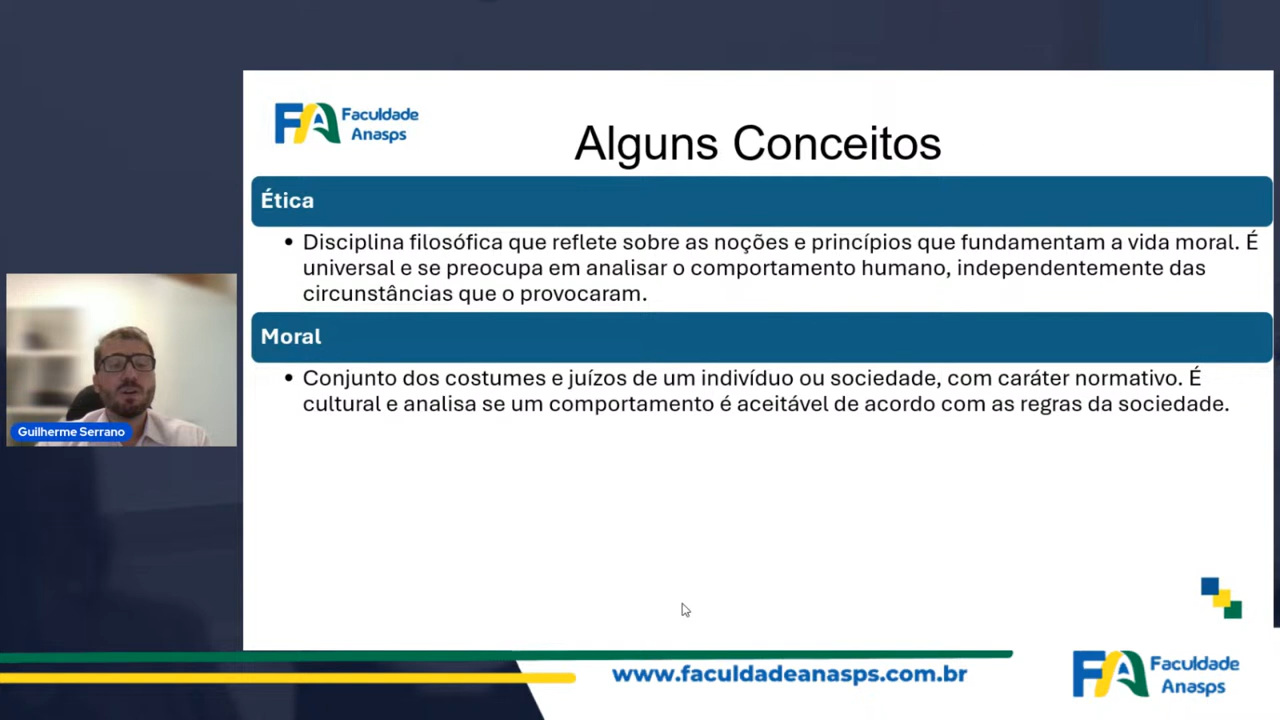 FA Faculdade
Anasps
Alguns Conceitos
Ética
• Disciplina filosófica que reflete sobre as noções e princípios que fundamentam a vida moral. É
universal e se preocupa em analisar o comportamento humano, independentemente das
circunstâncias que o provocaram.
Moral
• Conjunto dos costumes e juízos de um indivíduo ou sociedade, com caráter normativo. É
cultural e analisa se um comportamento é aceitável de acordo com as regras da sociedade.
Guilherme Serrano
www.faculdadeanasps.com.br
FA Faculdade
Anasps